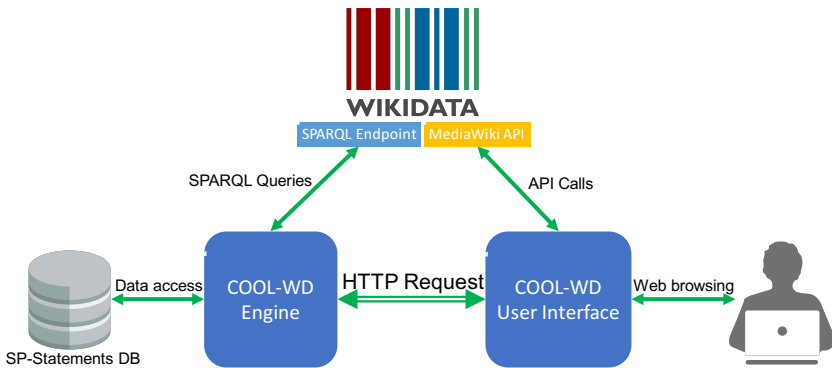 WIKIDATA
SPARQL Endpoint
MediaWiki API
SPARQL Queries
API Calls
Data access
COOL-WD
Engine
HTTP Request
COOL-WD
User Interface
Web browsing
SP-Statements DB